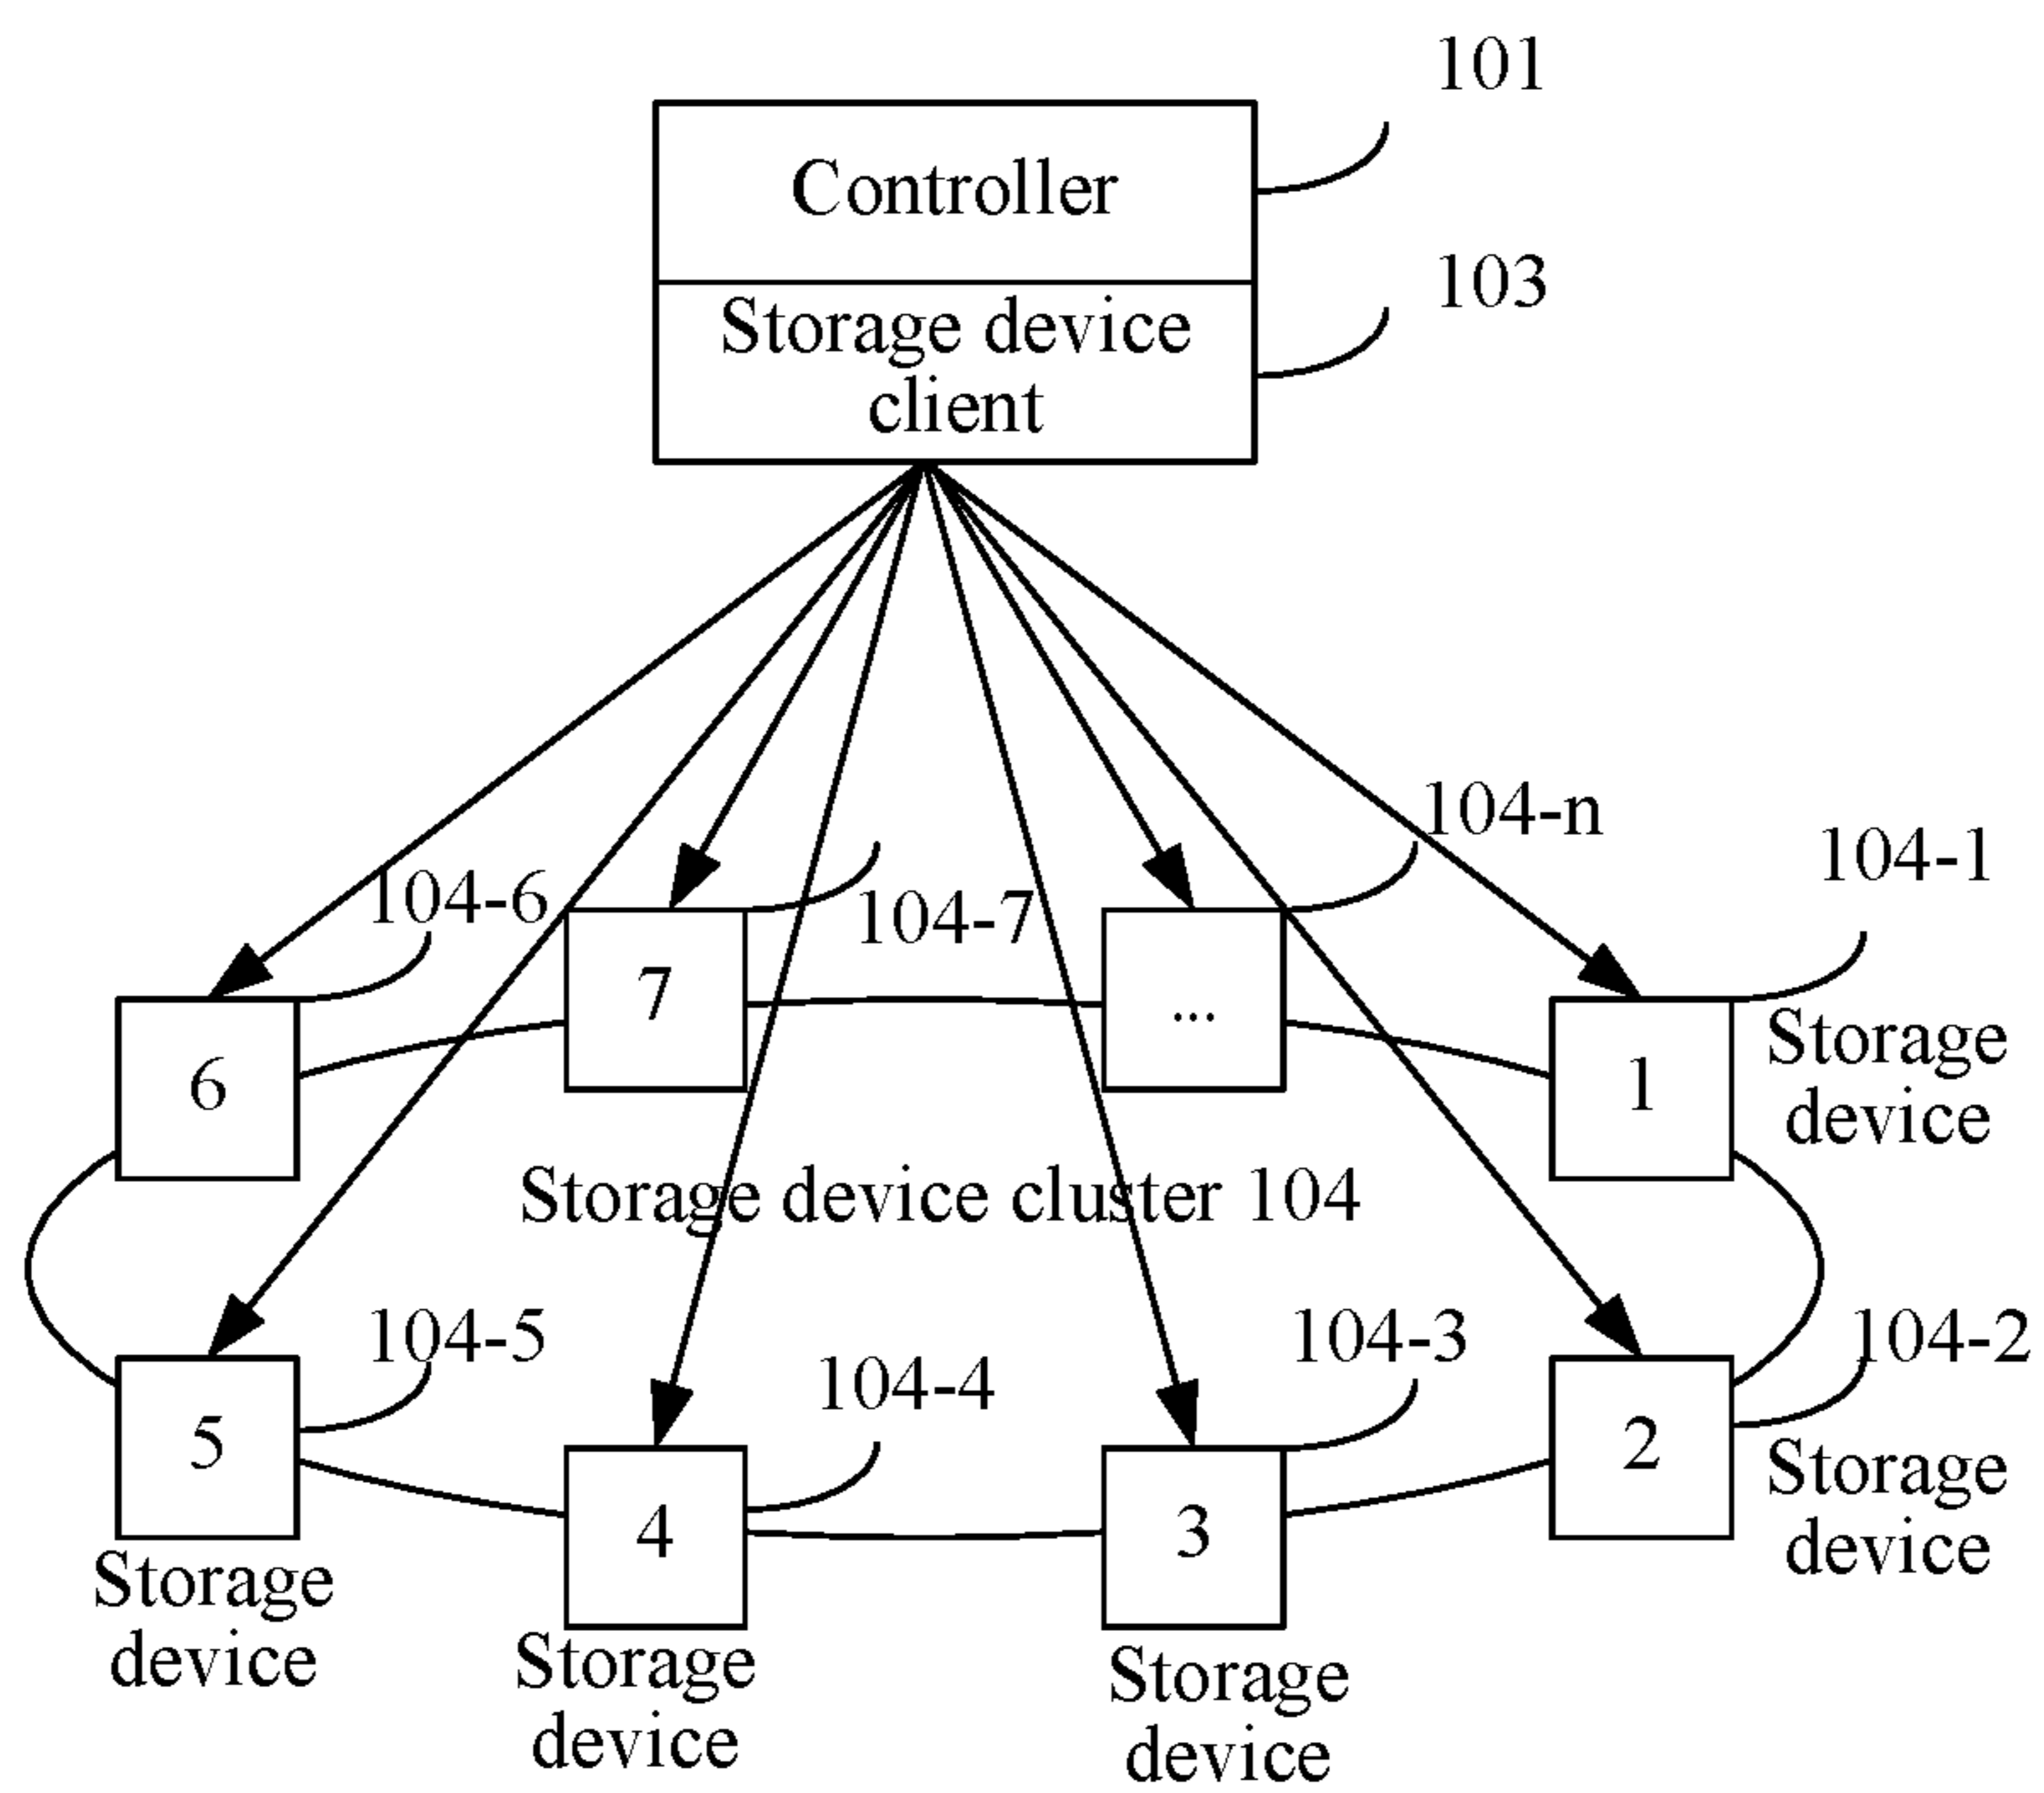 101
Controller
103
Storage device
client
104-n
104-1
104-6
104-7
7
...
Storage
device
6
1
Storage device cluster 104
104-5
104-3
104-2
104-4
5
2
Storage
device
4
3
Storage
device
Storage
device
Storage
device